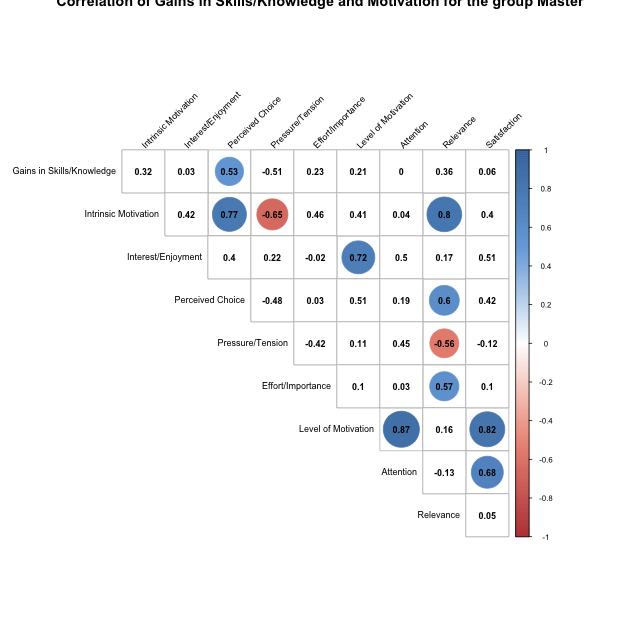 Correlation of Gains in Skills/Knowledge and Motivation for the group Master
Intrinsic Motivation
Interest/Enjoyment
Perceived Choice
Pressure/Tension
Effort/Importance
Level of Motivation
Attention
Relevance
Satisfaction
Gains in Skills/Knowledge 0.32 0.03 0.53 -0.51 0.23 0.21 0 0.36 0.06
Intrinsic Motivation 0.42 0.77 -0.65 0.46 0.41 0.04 0.8 0.4
Interest/Enjoyment 0.4 0.22 -0.02 0.72 0.5 0.17 0.51
Perceived Choice -0.48 0.03 0.51 0.19 0.6 0.42
Pressure/Tension -0.42 0.11 0.45 -0.56 -0.12
Effort/Importance 0.1 0.03 0.57 0.1
Level of Motivation 0.87 0.16 0.82
Attention -0.13 0.68
Relevance 0.05
1
0.8
0.6
0.4
0.2
0
-0.2
-0.4
-0.6
-0.8
-1